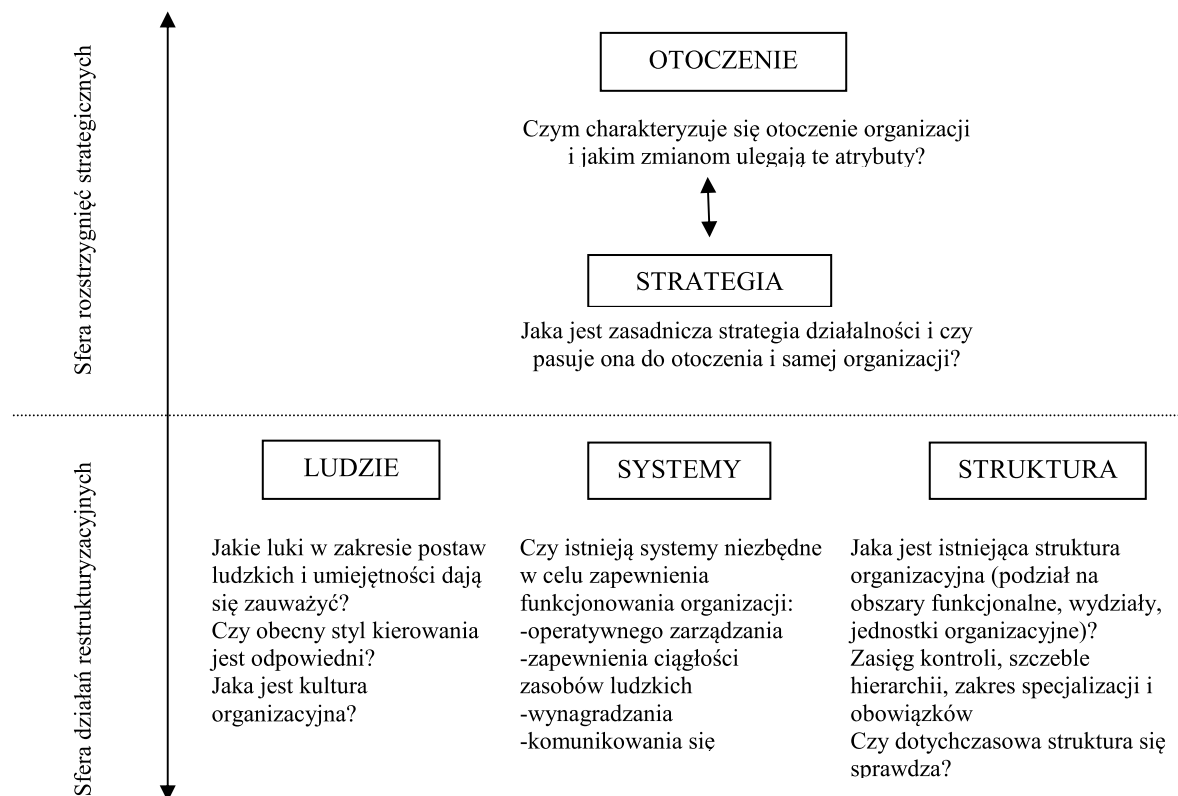 Sfera rozstrzygnięć strategicznych
OTOCZENIE
Czym charakteryzuje się otoczenie organizacji
i jakim zmianom ulegają te atrybuty?
STRATEGIA
Jaka jest zasadnicza strategia działalności i czy
pasuje ona do otoczenia i samej organizacji?
Sfera działań restrukturyzacyjnych
LUDZIE
Jakie luki w zakresie postaw
ludzkich i umiejętności dają
się zauważyć?
Czy obecny styl kierowania
jest odpowiedni?
Jaka jest kultura
organizacyjna?
SYSTEMY
Czy istnieją systemy niezbędne
w celu zapewnienia
funkcjonowania organizacji:
-operatywnego zarządzania
-zapewnienia ciągłości
zasobów ludzkich
-wynagradzania
-komunikowania się
STRUKTURA
Jaka jest istniejąca struktura
organizacyjna (podział na
obszary funkcjonalne, wydziały,
jednostki organizacyjne)?
Zasięg kontroli, szczeble
hierarchii, zakres specjalizacji i
obowiązków
Czy dotychczasowa struktura się
sprawdza?